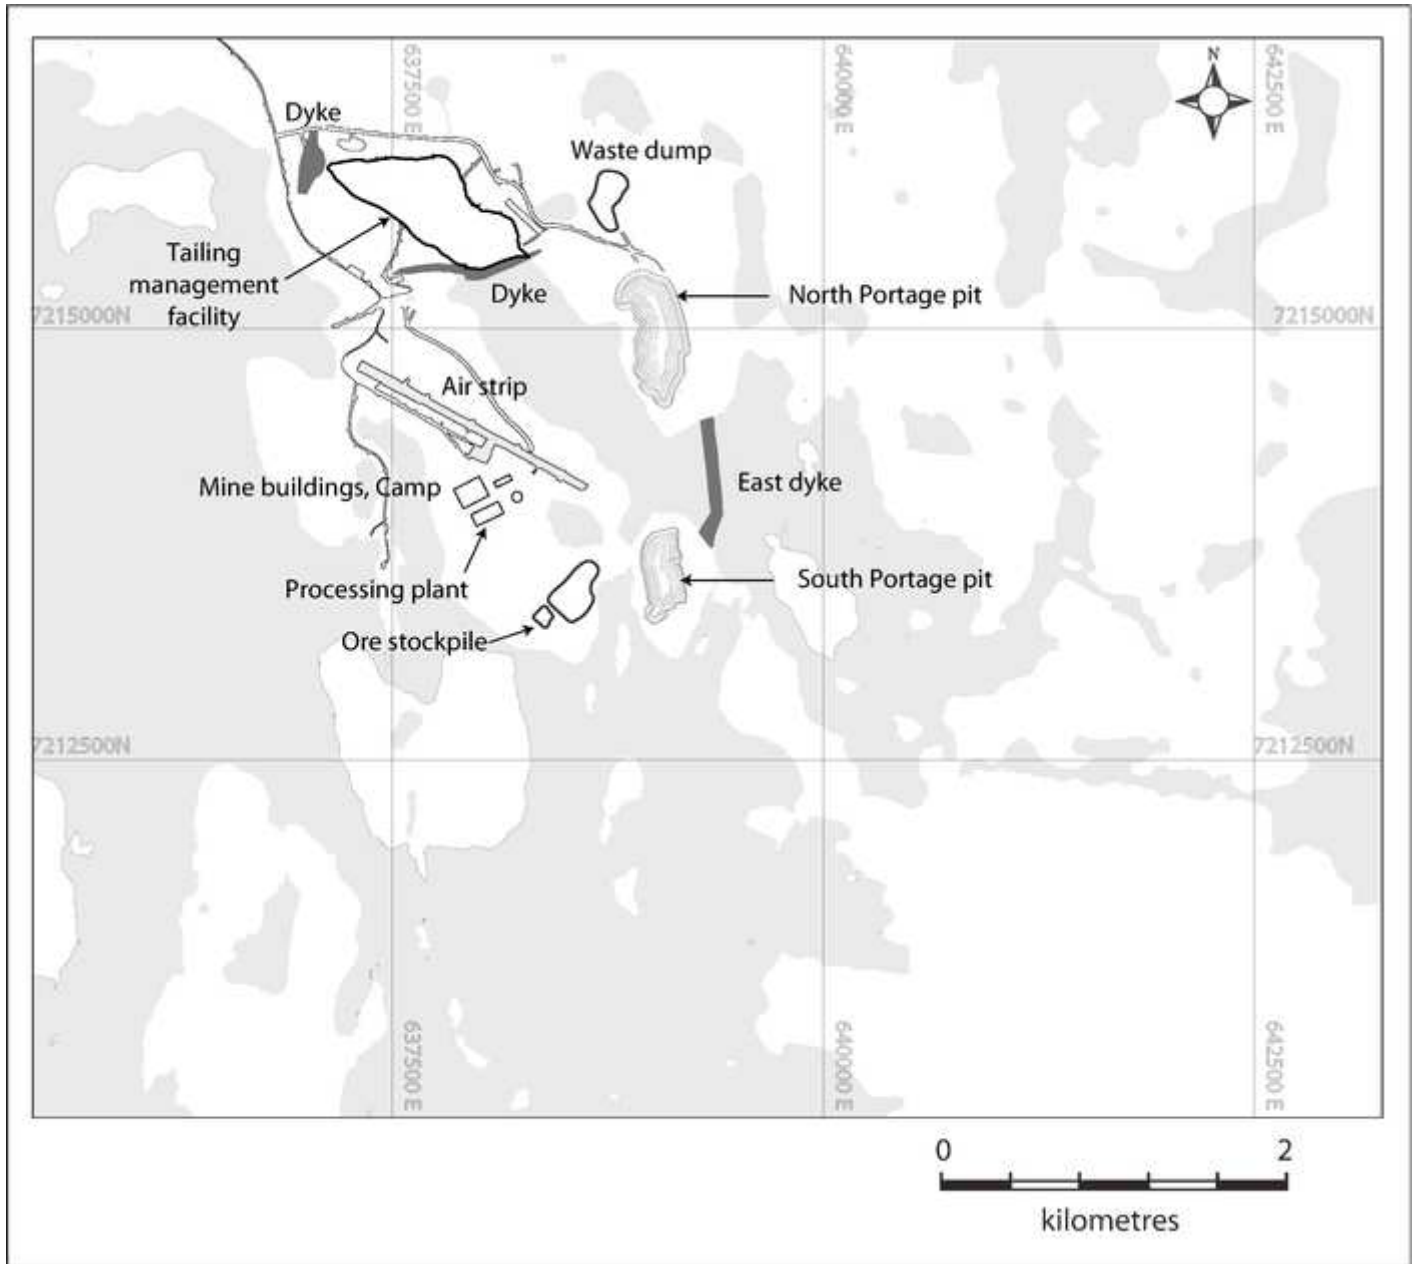 637500 E
640000 E
642500 E
N
Dyke
Waste dump
Tailing
management
facility
Dyke
North Portage pit
7215000N
7215000N
Air strip
Mine buildings, Camp
East dyke
Processing plant
South Portage pit
Ore stockpile
7212500N
7212500N
637500 E
640000 E
642500 E
0
2
kilometres